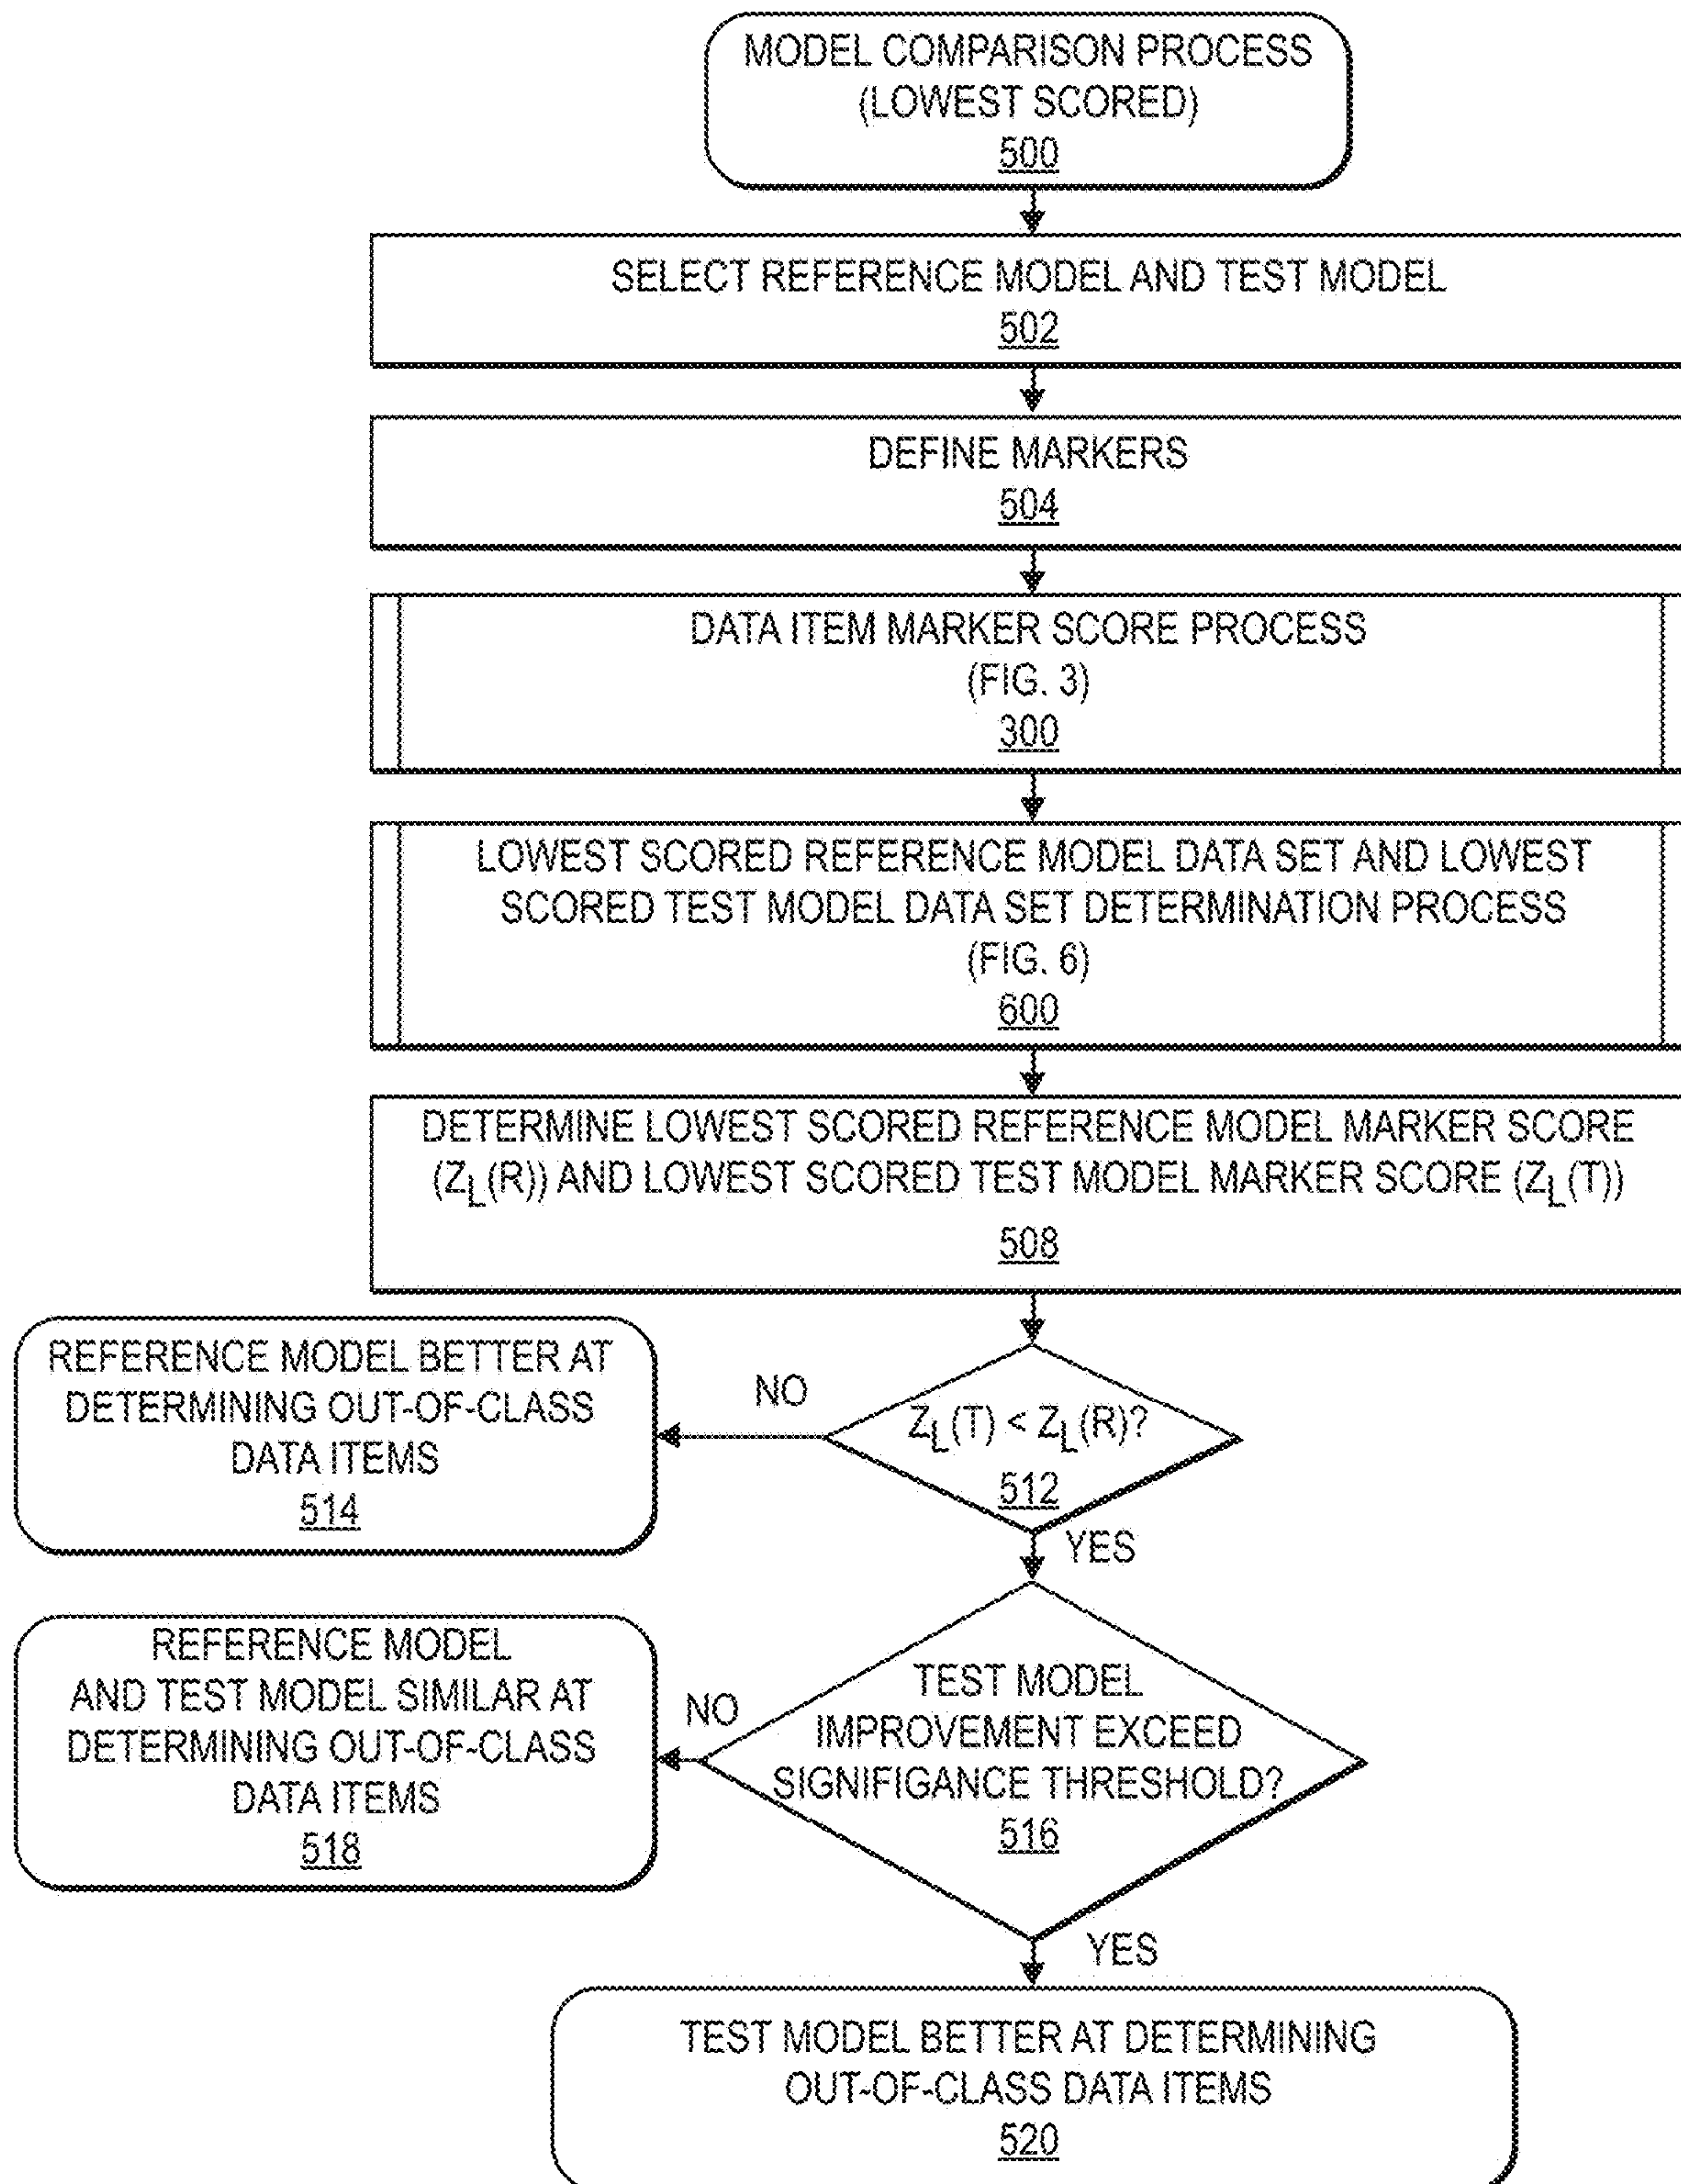 MODEL COMPARISON PROCESS
(LOWEST SCORED)
500
SELECT REFERENCE MODEL AND TEST MODEL
502
DEFINE MARKERS
504
DATA ITEM MARKER SCORE PROCESS
(FIG. 3)
300
LOWEST SCORED REFERENCE MODEL DATA SET AND LOWEST
SCORED TEST MODEL DATA SET DETERMINATION PROCESS
(FIG. 6)
600
DETERMINE LOWEST SCORED REFERENCE MODEL MARKER SCORE
(Z_L(R)) AND LOWEST SCORED TEST MODEL MARKER SCORE (Z_L(T))
508
Z_L(T) < Z_L(R)?
512
NO
REFERENCE MODEL BETTER AT
DETERMINING OUT-OF-CLASS
DATA ITEMS
514
YES
TEST MODEL
IMPROVEMENT EXCEED
SIGNIFIGANCE THRESHOLD?
516
NO
REFERENCE MODEL
AND TEST MODEL SIMILAR AT
DETERMINING OUT-OF-CLASS
DATA ITEMS
518
YES
TEST MODEL BETTER AT DETERMINING
OUT-OF-CLASS DATA ITEMS
520